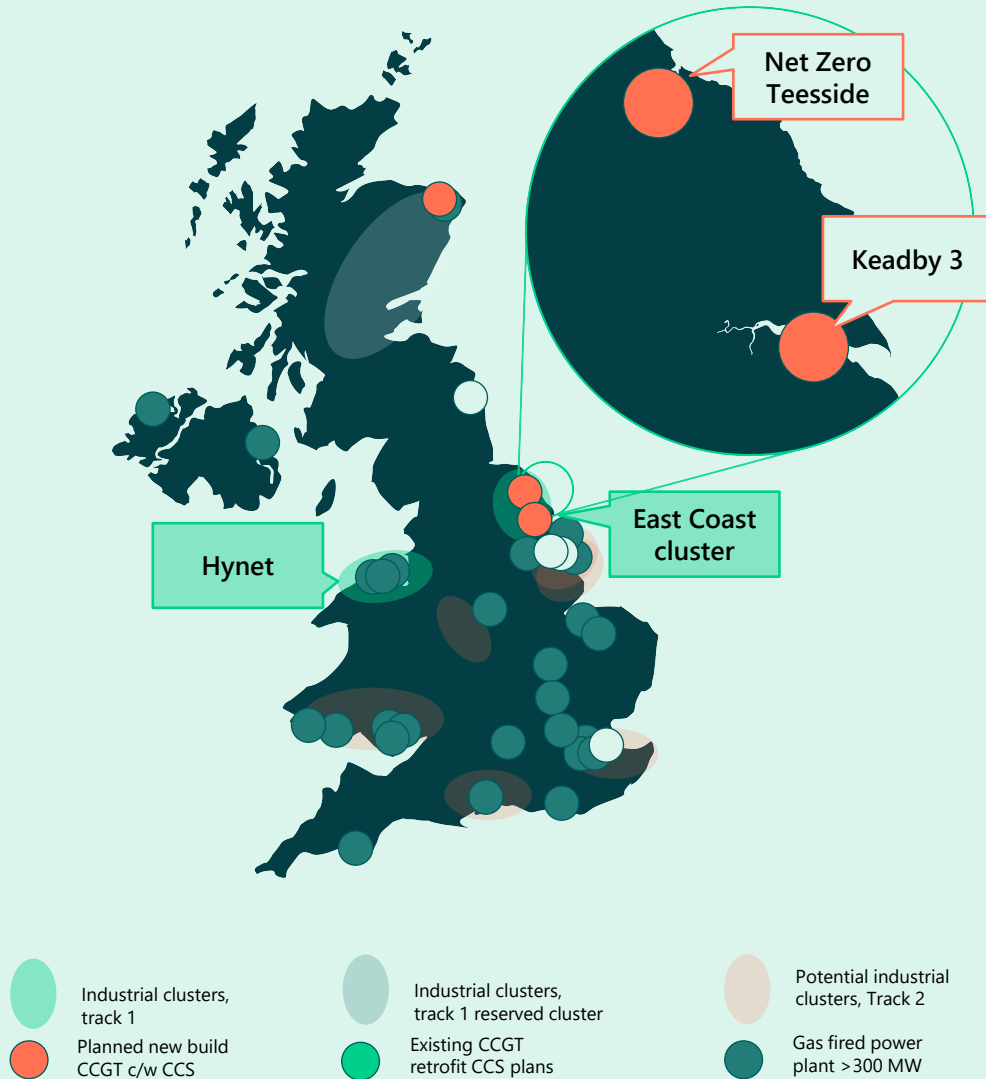 Net Zero
Teesside
Keadby 3
East Coast
cluster
Hynet
Industrial clusters,
track 1
Industrial clusters,
track 1 reserved cluster
Potential industrial
clusters, Track 2
Planned new build
CCGT c/w CCS
Existing CCGT
retrofit CCS plans
Gas fired power
plant >300 MW